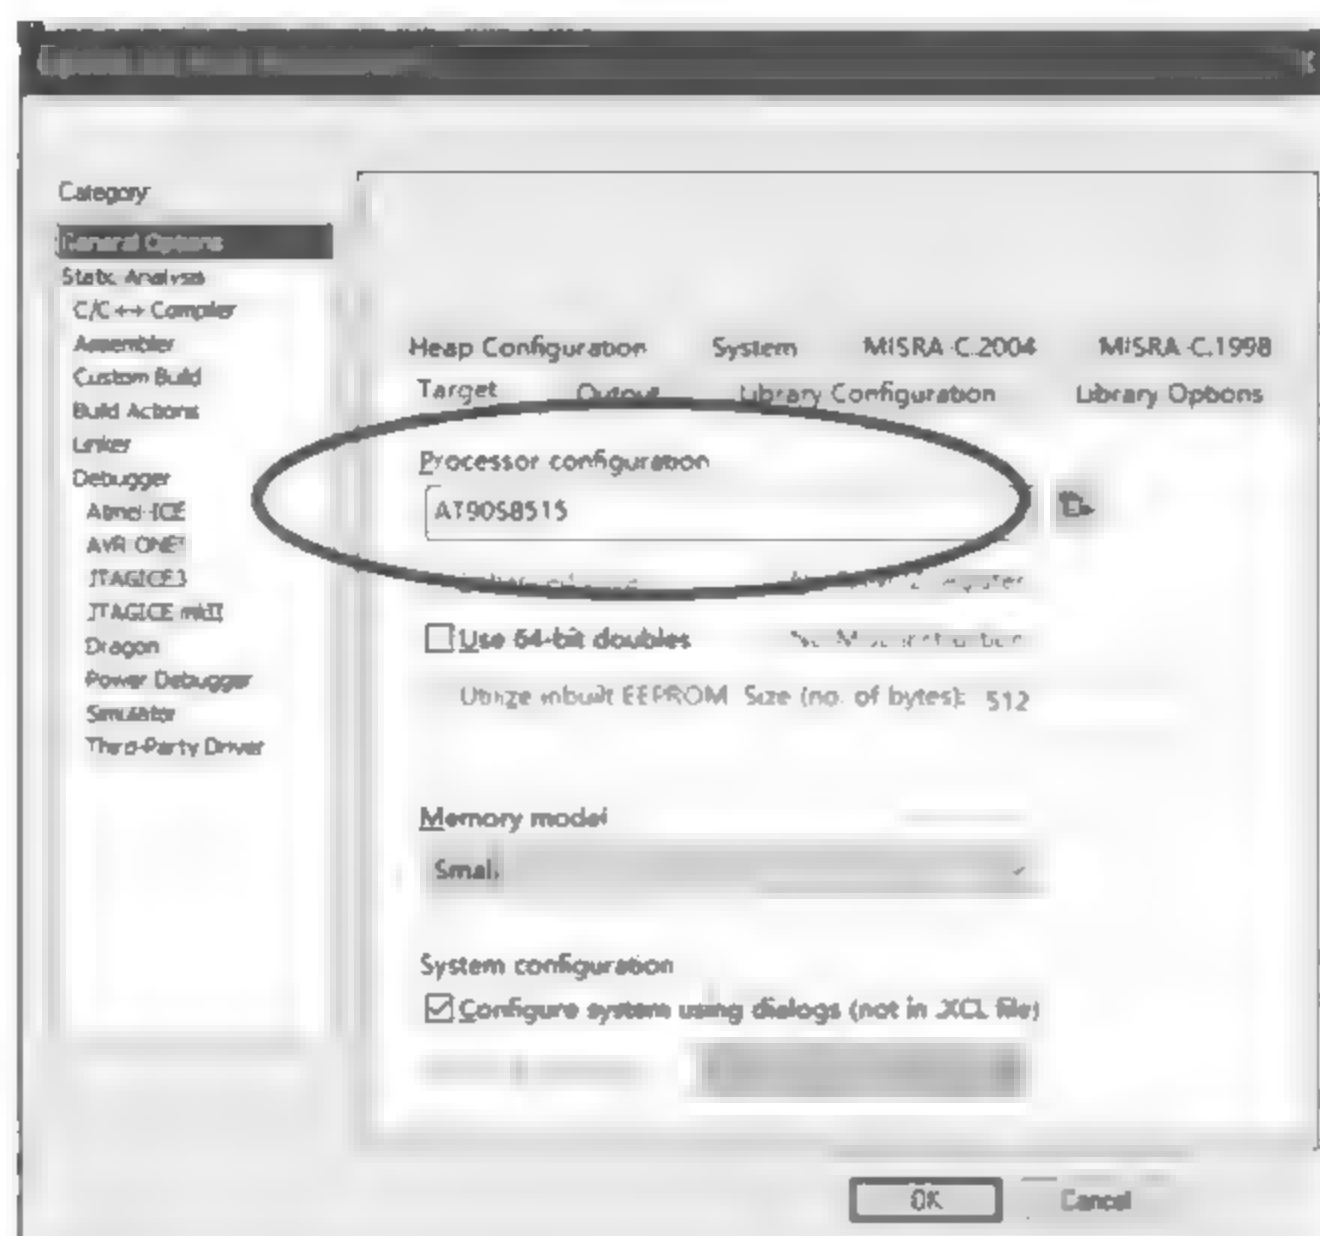 Category
General Options
Static Analysis
C/C++ Compiler
Assembler
Custom Build
Build Actions
Linker
Debugger
Atmel-ICE
AVR ONE!
JTAGICE3
JTAGICE mkII
Dragon
Power Debugger
Simulator
Third-Party Driver
Heap Configuration System MISRA-C:2004 MISRA-C:1998
Target Output Library Configuration Library Options
Processor configuration
AT90S8515
Use 64-bit doubles
Utilize inbuilt EEPROM Size (no. of bytes): 512
Memory model
Small
System configuration
Configure system using dialogs (not in .XCL file)
OK Cancel